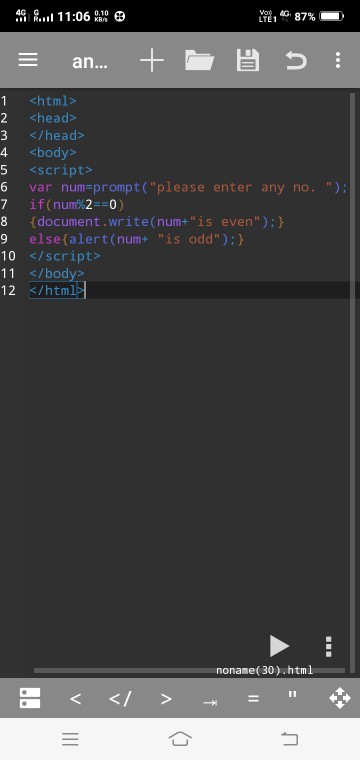 4G G 11:06 0.10 KB/s VoLTE1 4G 87%
an...
1 <html>
2 <head>
3 </head>
4 <body>
5 <script>
6 var num=prompt("please enter any no. ");
7 if(num%2==0)
8 {document.write(num+"is even");}
9 else{alert(num+ "is odd");}
10 </script>
11 </body>
12 </html>
noname(30).html
< </ > = "